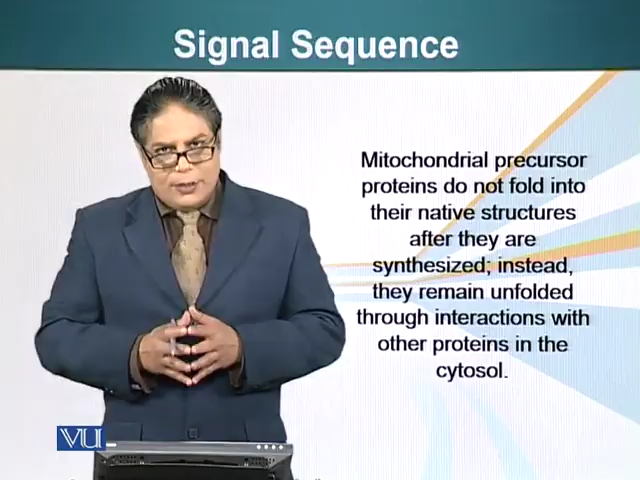 Signal Sequence
Mitochondrial precursor
proteins do not fold into
their native structures
after they are
synthesized; instead,
they remain unfolded
through interactions with
other proteins in the
cytosol.
VU